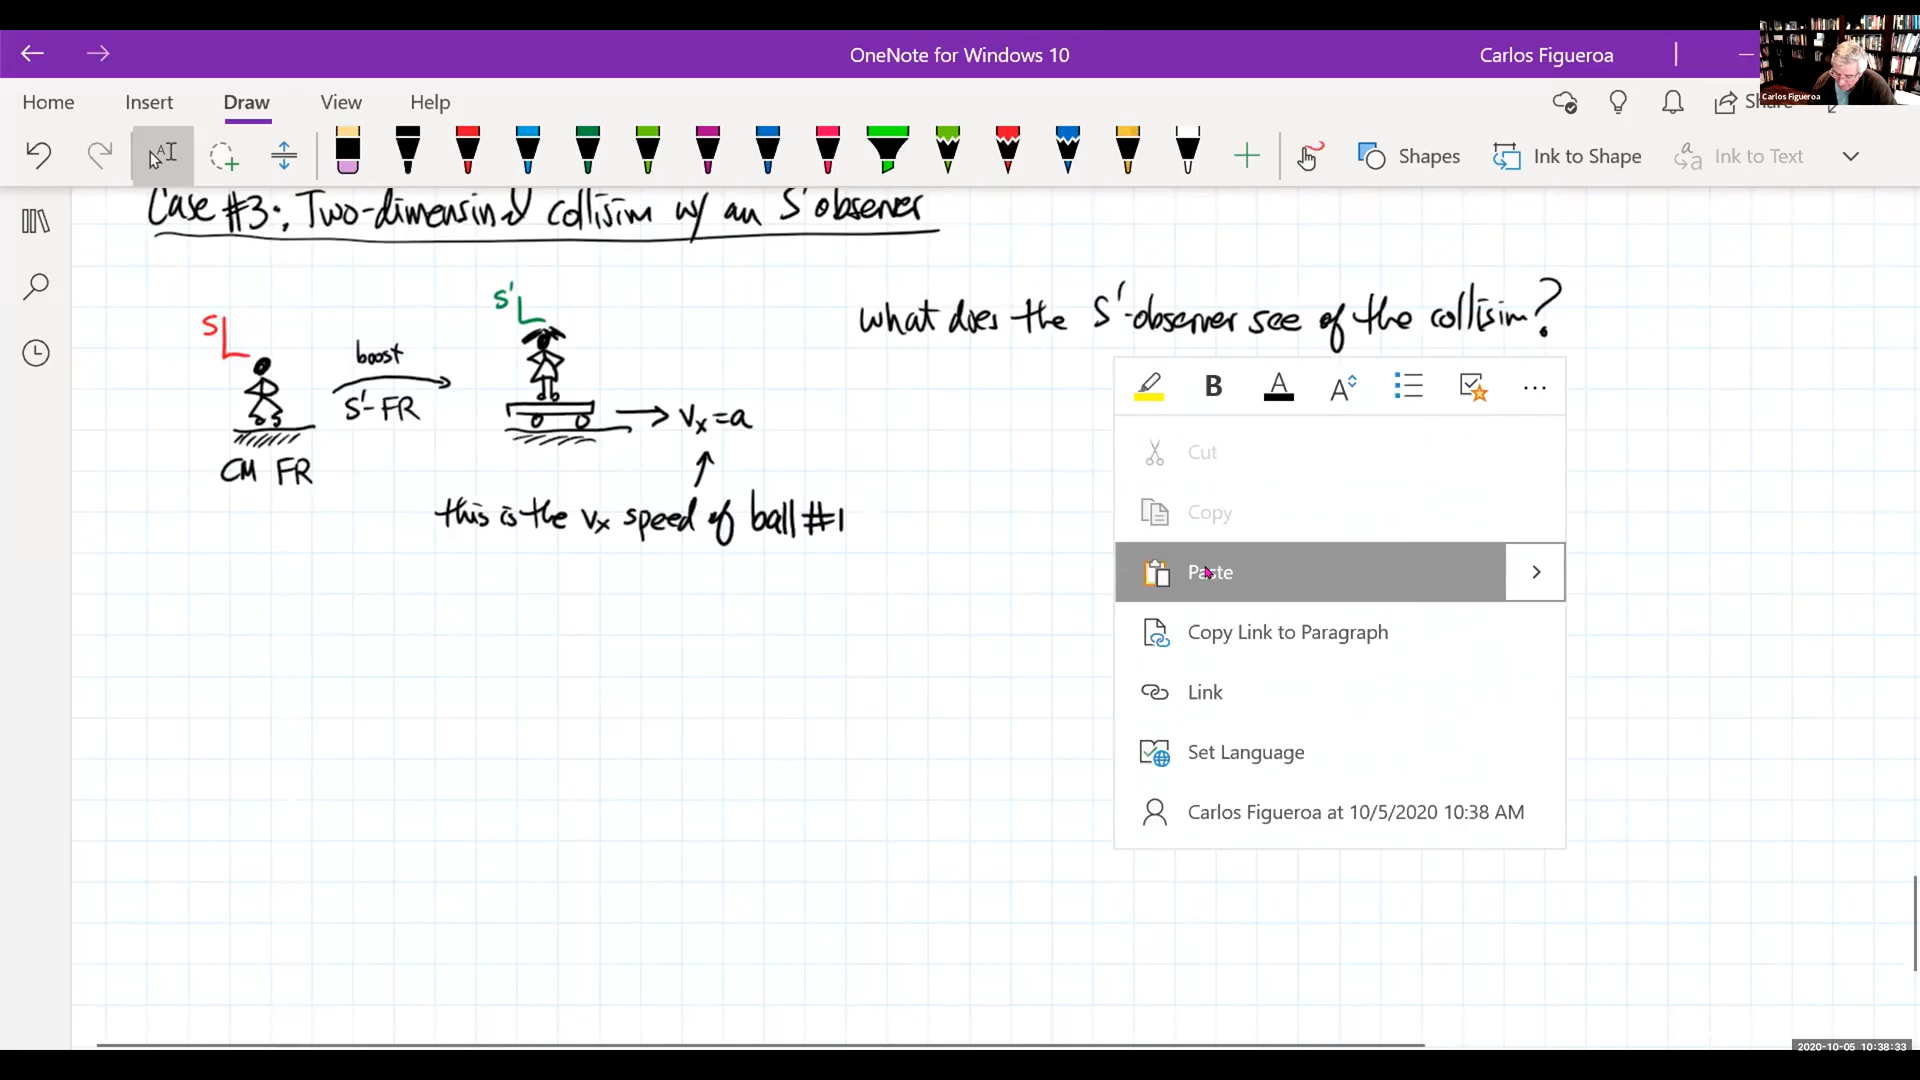 OneNote for Windows 10
Carlos Figueroa
Carlos Figueroa
Home Insert Draw View Help
Shapes Ink to Shape Ink to Text
Case #3: Two-dimensional collision w/ an S' observer
S
S'
boost
S'-FR
Vx = a
CM FR
this is the Vx speed of ball #1
what does the S'-observer see of the collision?
B A A
Cut
Copy
Paste
Copy Link to Paragraph
Link
Set Language
Carlos Figueroa at 10/5/2020 10:38 AM
2020-10-05 10:38:33